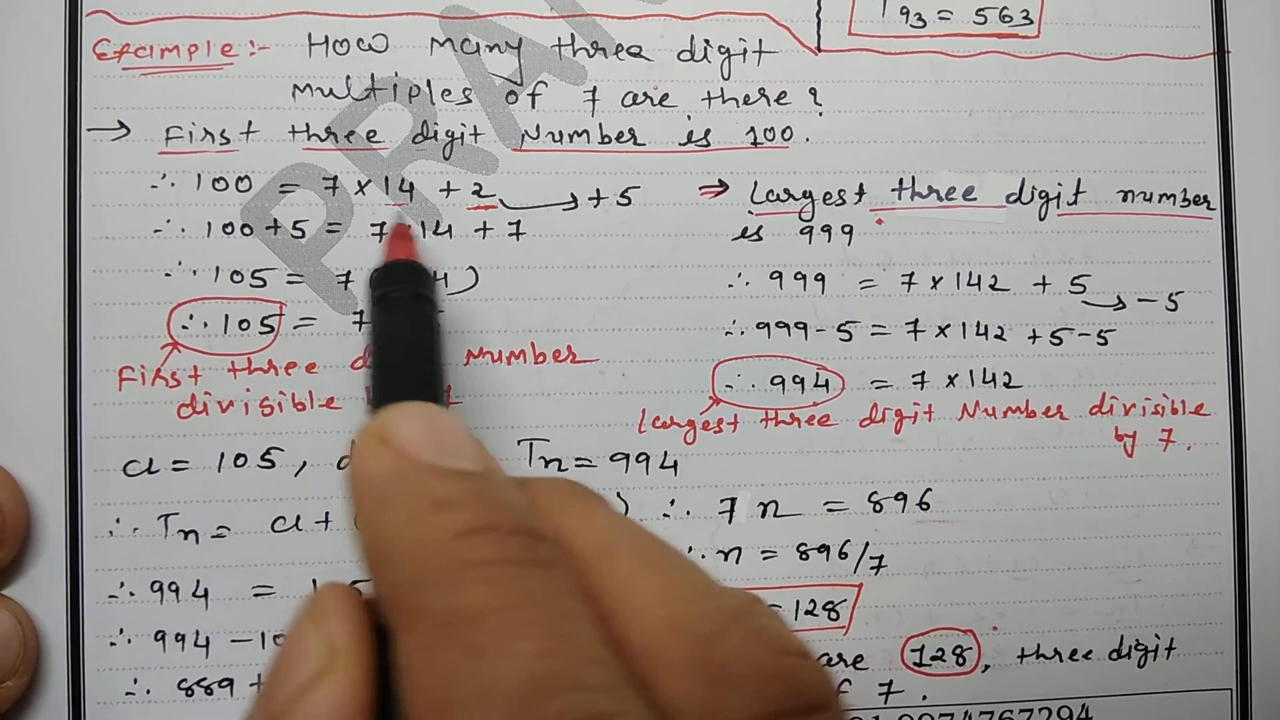 T93 = 563
Example:- How many three digit
multiples of 7 are there?
→ First three digit Number is 100.
∴ 100 = 7 × 14 + 2 → +5
∴ 100 + 5 = 7 14 + 7
∴ 105 = 7 )
∴ 105 = 7
First three Number
divisible
⇒ Largest three digit number
is 999
∴ 999 = 7 × 142 + 5 → -5
∴ 999 - 5 = 7 × 142 + 5 - 5
∴ 994 = 7 × 142
Largest three digit Number divisible
by 7.
a = 105, Tn = 994
∴ Tn = a +
∴ 994 =
∴ 994 - 10
∴ 889 +
) ∴ 7n = 896
∴ n = 896/7
= 128
are 128, three digit
7.
PRA
9974767294